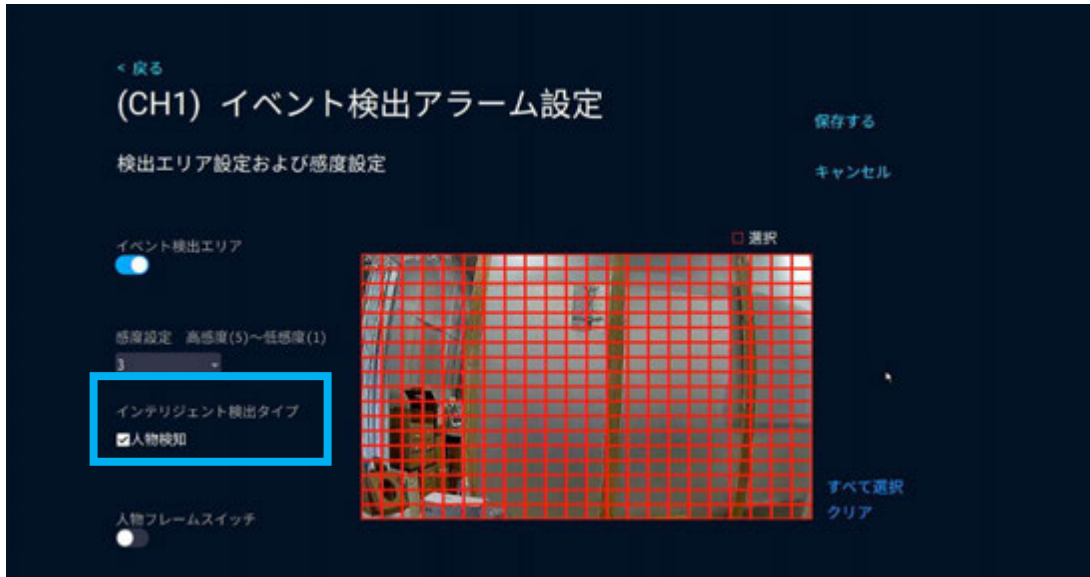 < 戻る
(CH1) イベント検出アラーム設定
保存する
検出エリア設定および感度設定
キャンセル
イベント検出エリア
選択
感度設定 高感度(5)～低感度(1)
3
インテリジェント検出タイプ
人物検知
すべて選択
クリア
人物フレームスイッチ